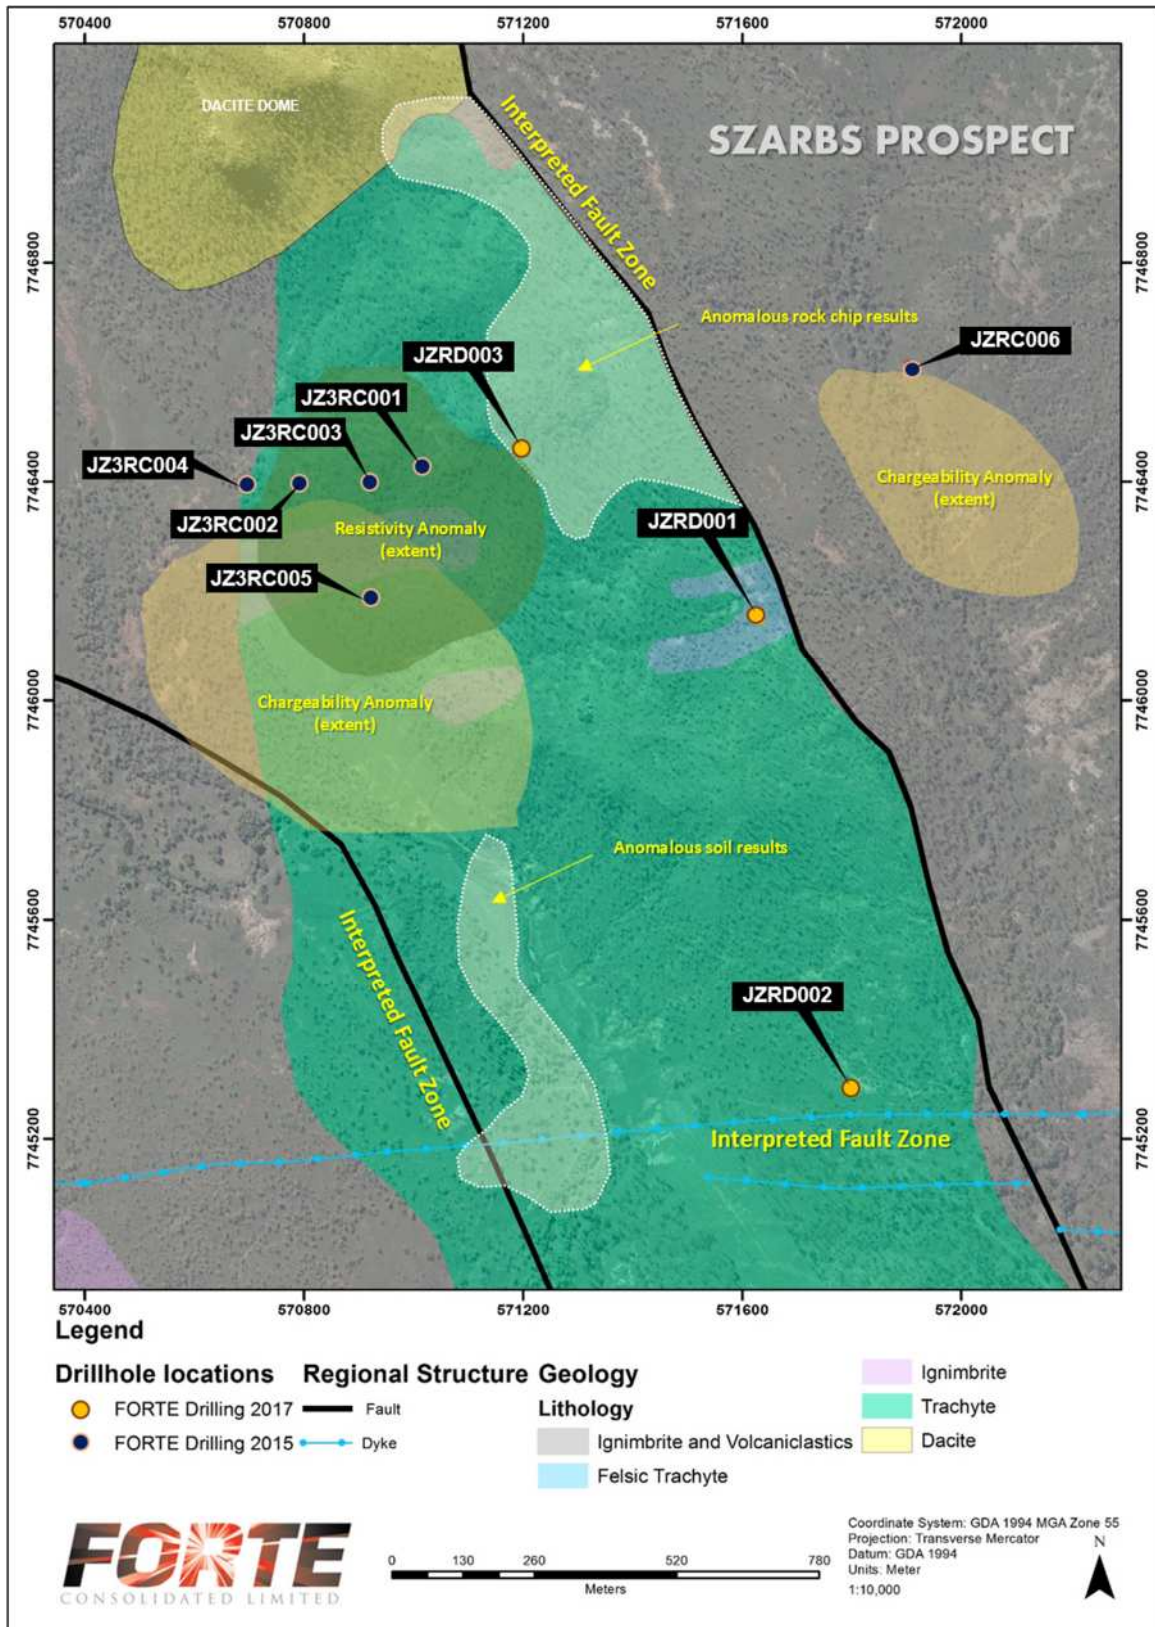 570400 570800 571200 571600 572000
DACITE DOME
Interpreted Fault Zone
SZARBS PROSPECT
7746800
7746800
Anomalous rock chip results
JZRC006
JZRD003
JZ3RC001
JZ3RC003
JZ3RC004
JZ3RC002
7746400
7746400
Chargeability Anomaly
(extent)
Resistivity Anomaly
(extent)
JZRD001
JZ3RC005
7746000
7746000
Chargeability Anomaly
(extent)
Anomalous soil results
7745600
7745600
Interpreted Fault Zone
JZRD002
7745200
7745200
Interpreted Fault Zone
570400 570800 571200 571600 572000
Legend
Drillhole locations
FORTE Drilling 2017
FORTE Drilling 2015
Regional Structure
Fault
Dyke
Geology
Lithology
Ignimbrite and Volcaniclastics
Felsic Trachyte
Ignimbrite
Trachyte
Dacite
FORTE
CONSOLIDATED LIMITED
0 130 260 520 780
Meters
Coordinate System: GDA 1994 MGA Zone 55
Projection: Transverse Mercator
Datum: GDA 1994
Units: Meter
1:10,000
N